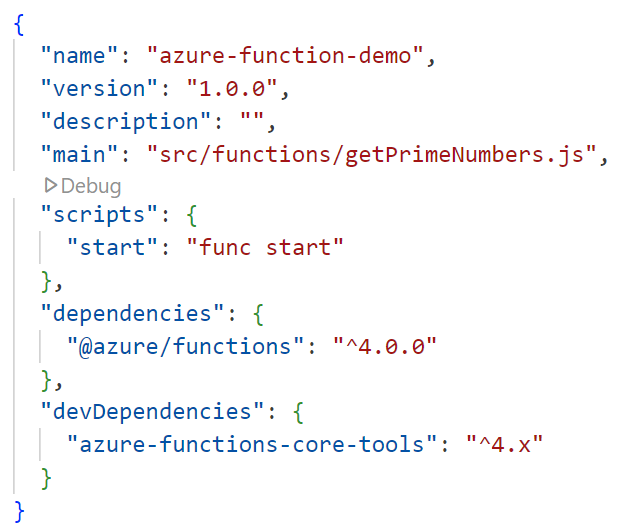 {
"name": "azure-function-demo",
"version": "1.0.0",
"description": "",
"main": "src/functions/getPrimeNumbers.js",
Debug
"scripts": {
"start": "func start"
},
"dependencies": {
"@azure/functions": "^4.0.0"
},
"devDependencies": {
"azure-functions-core-tools": "^4.x"
}
}